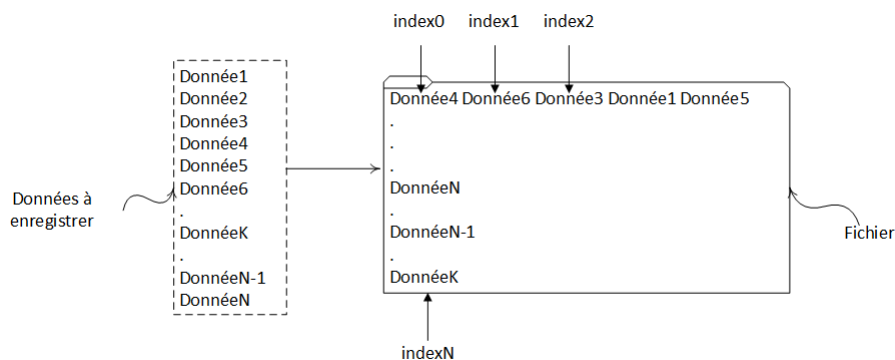 index0 index1 index2
Donnée1
Donnée2
Donnée3
Donnée4
Donnée5
Donnée6
.
DonnéeK
.
DonnéeN-1
DonnéeN
Données à
enregistrer
Donnée4 Donnée6 Donnée3 Donnée1 Donnée5
.
.
.
DonnéeN
.
DonnéeN-1
.
DonnéeK
Fichier
indexN